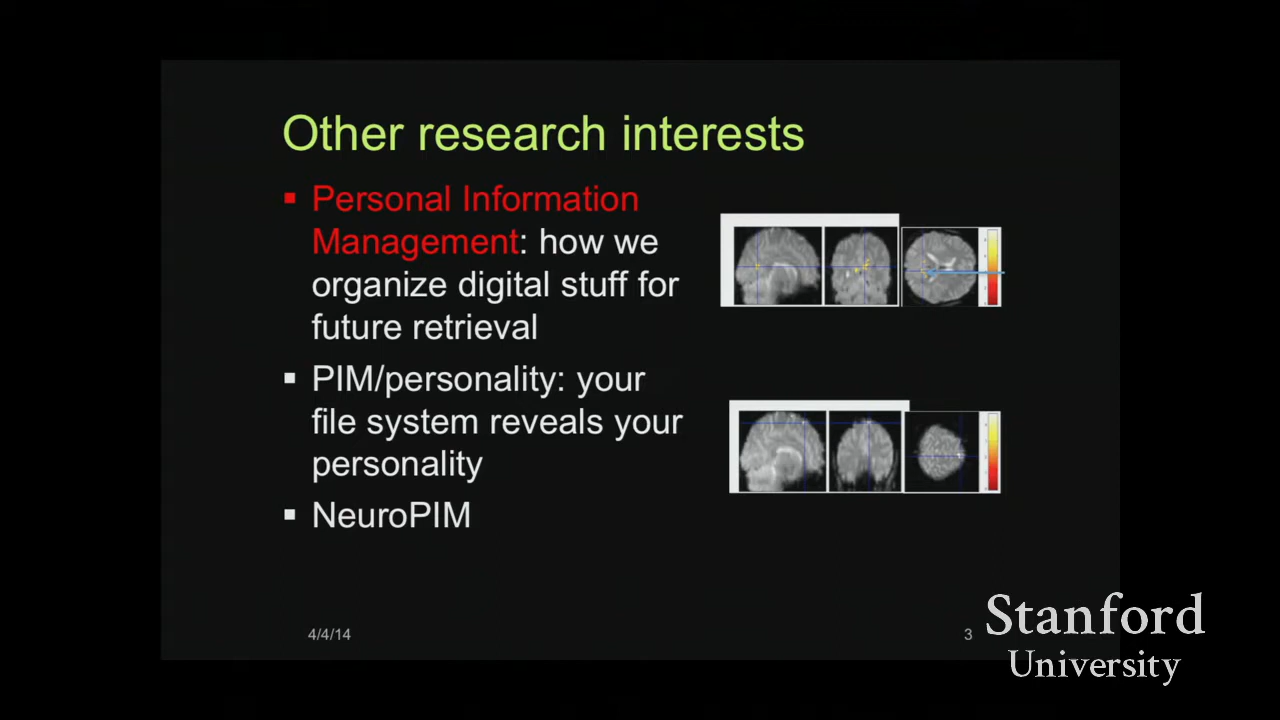 Other research interests
▪ Personal Information
Management: how we
organize digital stuff for
future retrieval
▪ PIM/personality: your
file system reveals your
personality
▪ NeuroPIM
4/4/14
3
Stanford
University